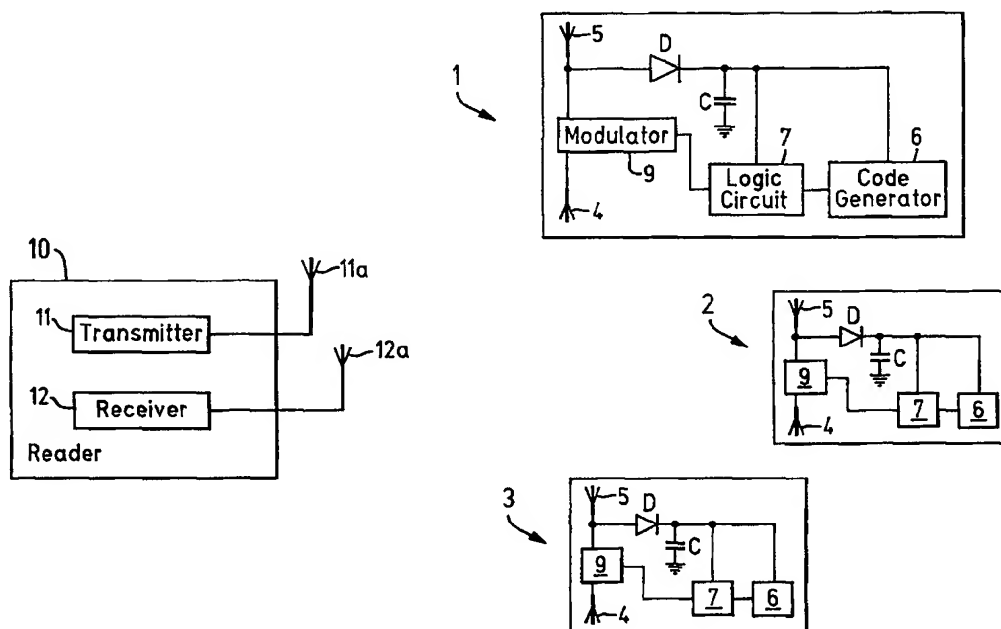 1
5
D
C
Modulator
9
4
7
Logic
Circuit
6
Code
Generator
10
11
Transmitter
11a
12
Receiver
12a
Reader
2
5
D
C
9
7
6
4
3
5
D
C
9
7
6
4